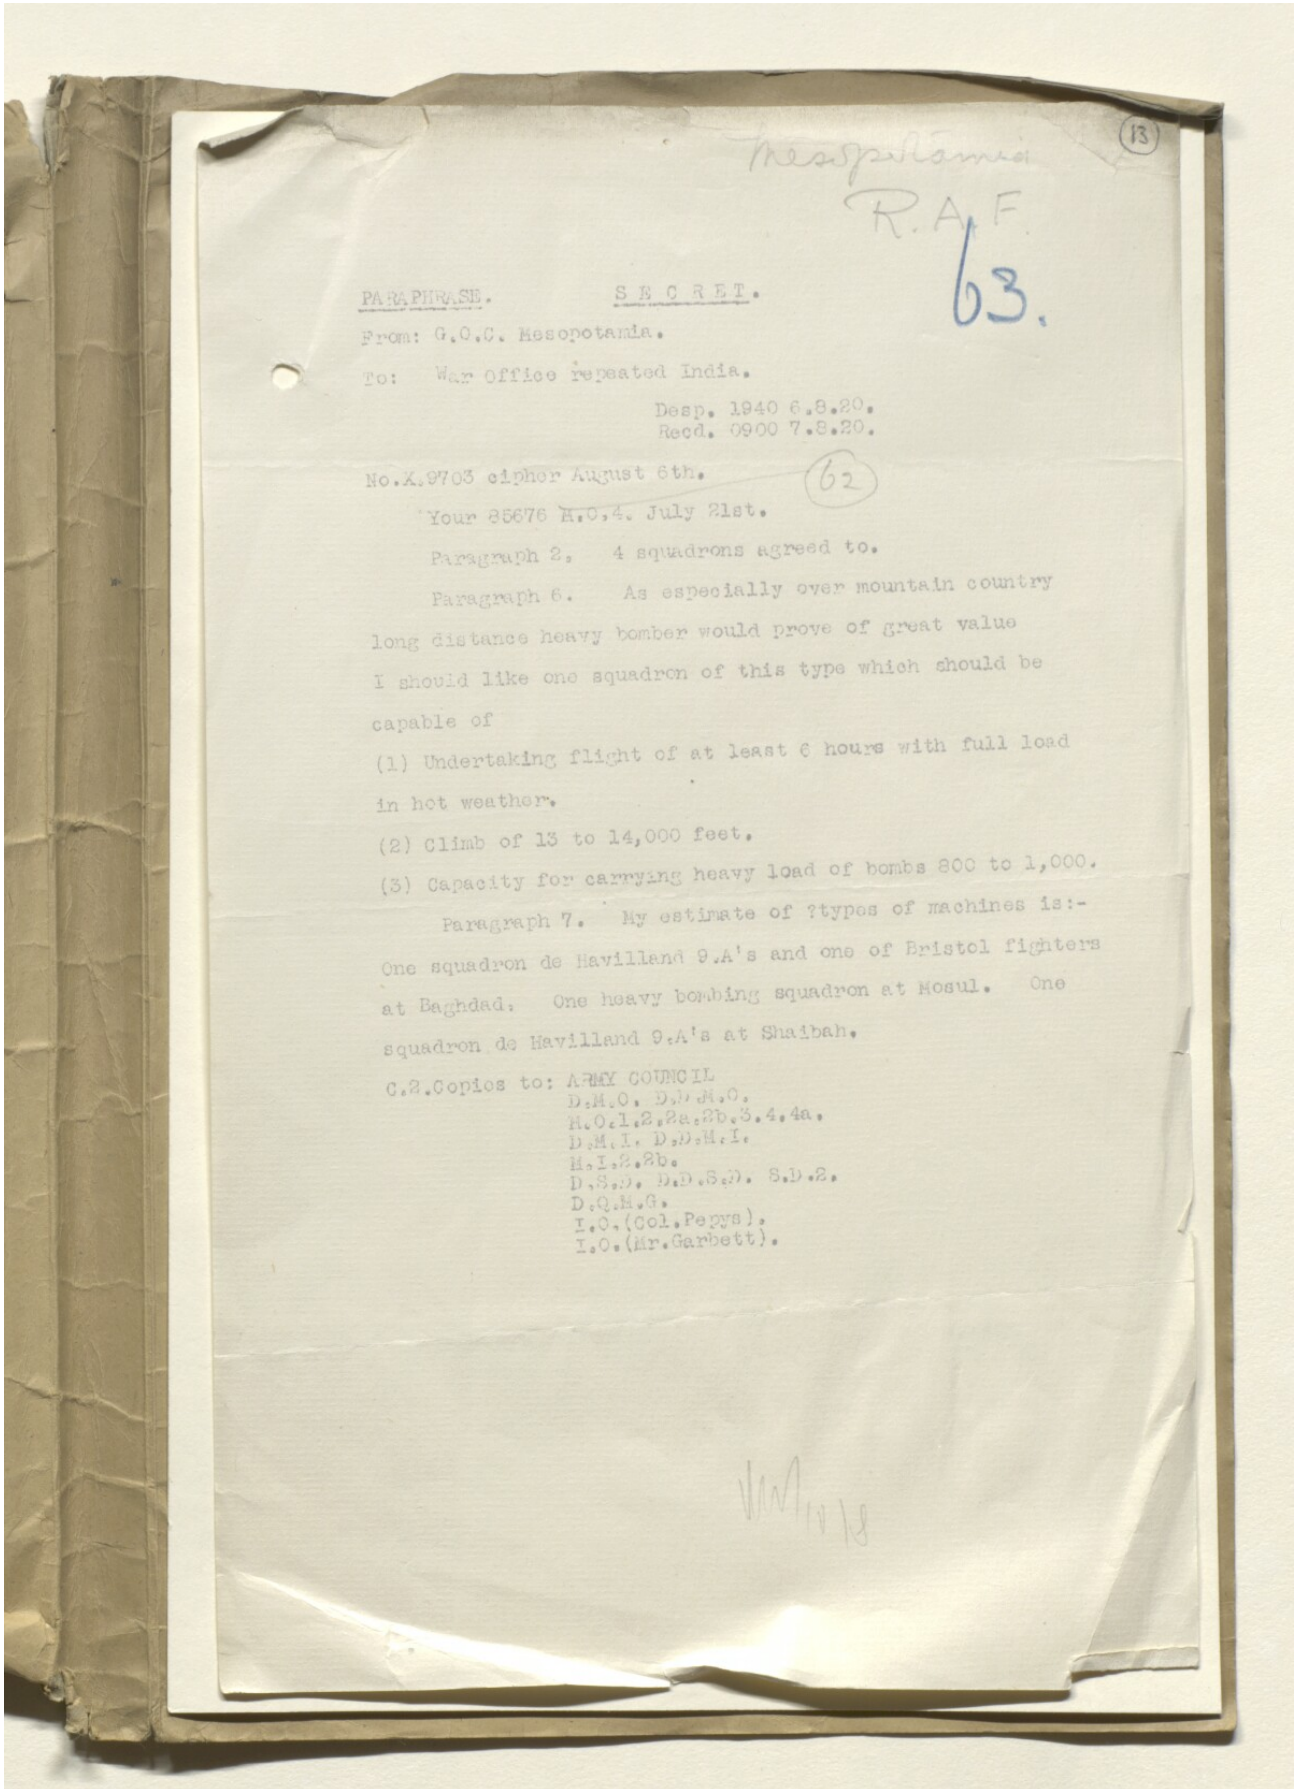 13
Mesopotamia
R.A.F.
63.
PARAPHRASE. SECRET.
From: G.O.C. Mesopotamia.
To: War Office repeated India.
Desp. 1940 6.8.20.
Recd. 0900 7.8.20.
No.X.9703 cipher August 6th.
62
Your 85676 M.O.4. July 21st.
Paragraph 2. 4 squadrons agreed to.
Paragraph 6. As especially over mountain country
long distance heavy bomber would prove of great value
I should like one squadron of this type which should be
capable of
(1) Undertaking flight of at least 6 hours with full load
in hot weather.
(2) Climb of 13 to 14,000 feet.
(3) Capacity for carrying heavy load of bombs 800 to 1,000.
Paragraph 7. My estimate of ?types of machines is:-
One squadron de Havilland 9.A's and one of Bristol fighters
at Baghdad. One heavy bombing squadron at Mosul. One
squadron de Havilland 9.A's at Shaibah.
C.2.Copies to: ARMY COUNCIL
D.M.O. D.D.M.O.
M.O.1.2.2a.2b.3.4.4a.
D.M.I. D.D.M.I.
M.I.2.2b.
D.S.D. D.D.S.D. S.D.2.
D.Q.M.G.
I.O.(Col.Pepys).
I.O.(Mr.Garbett).
10/8